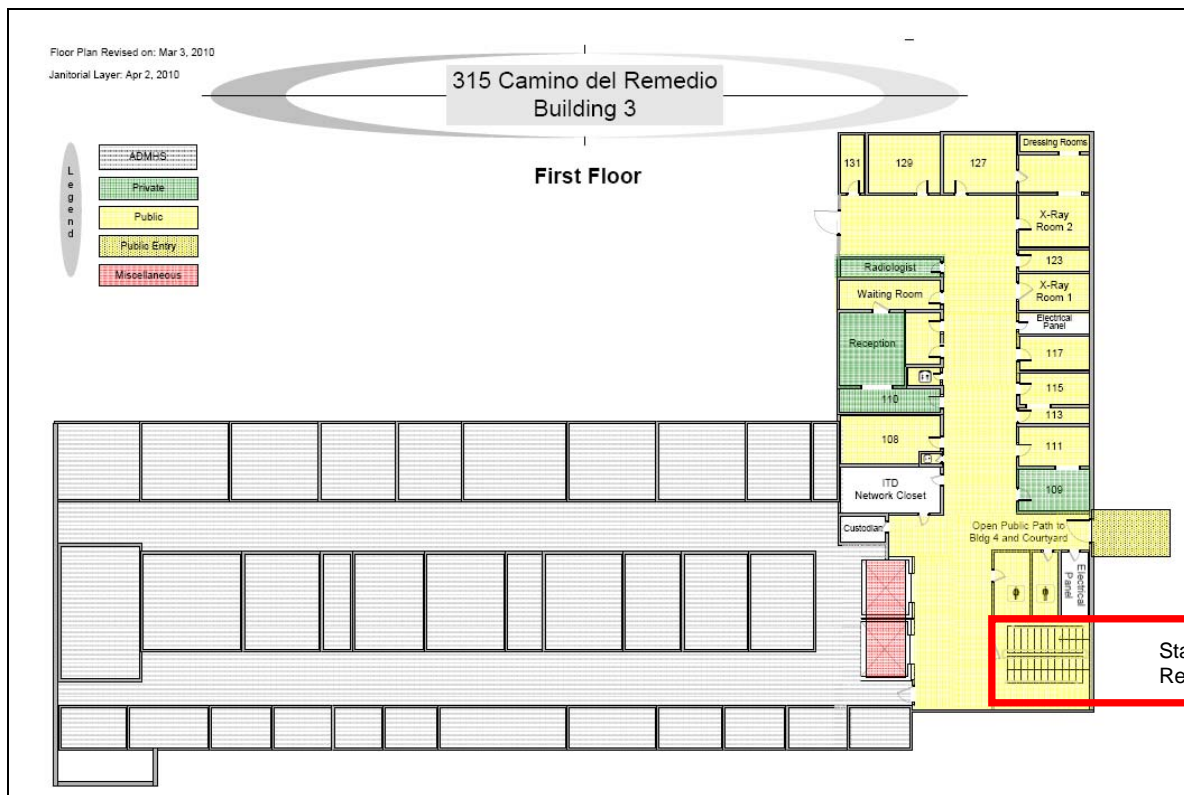 Floor Plan Revised on: Mar 3, 2010
Janitorial Layer: Apr 2, 2010
315 Camino del Remedio
Building 3
First Floor
Legend
ADMHS
Private
Public
Public Entry
Miscellaneous
Dressing Rooms
131
129
127
X-Ray
Room 2
Radiologist
123
Waiting Room
X-Ray
Room 1
Electrical
Panel
Reception
117
115
110
113
108
111
ITD
Network Closet
109
Custodian
Open Public Path to
Bldg 4 and Courtyard
Electrical
Panel
Sta
Re